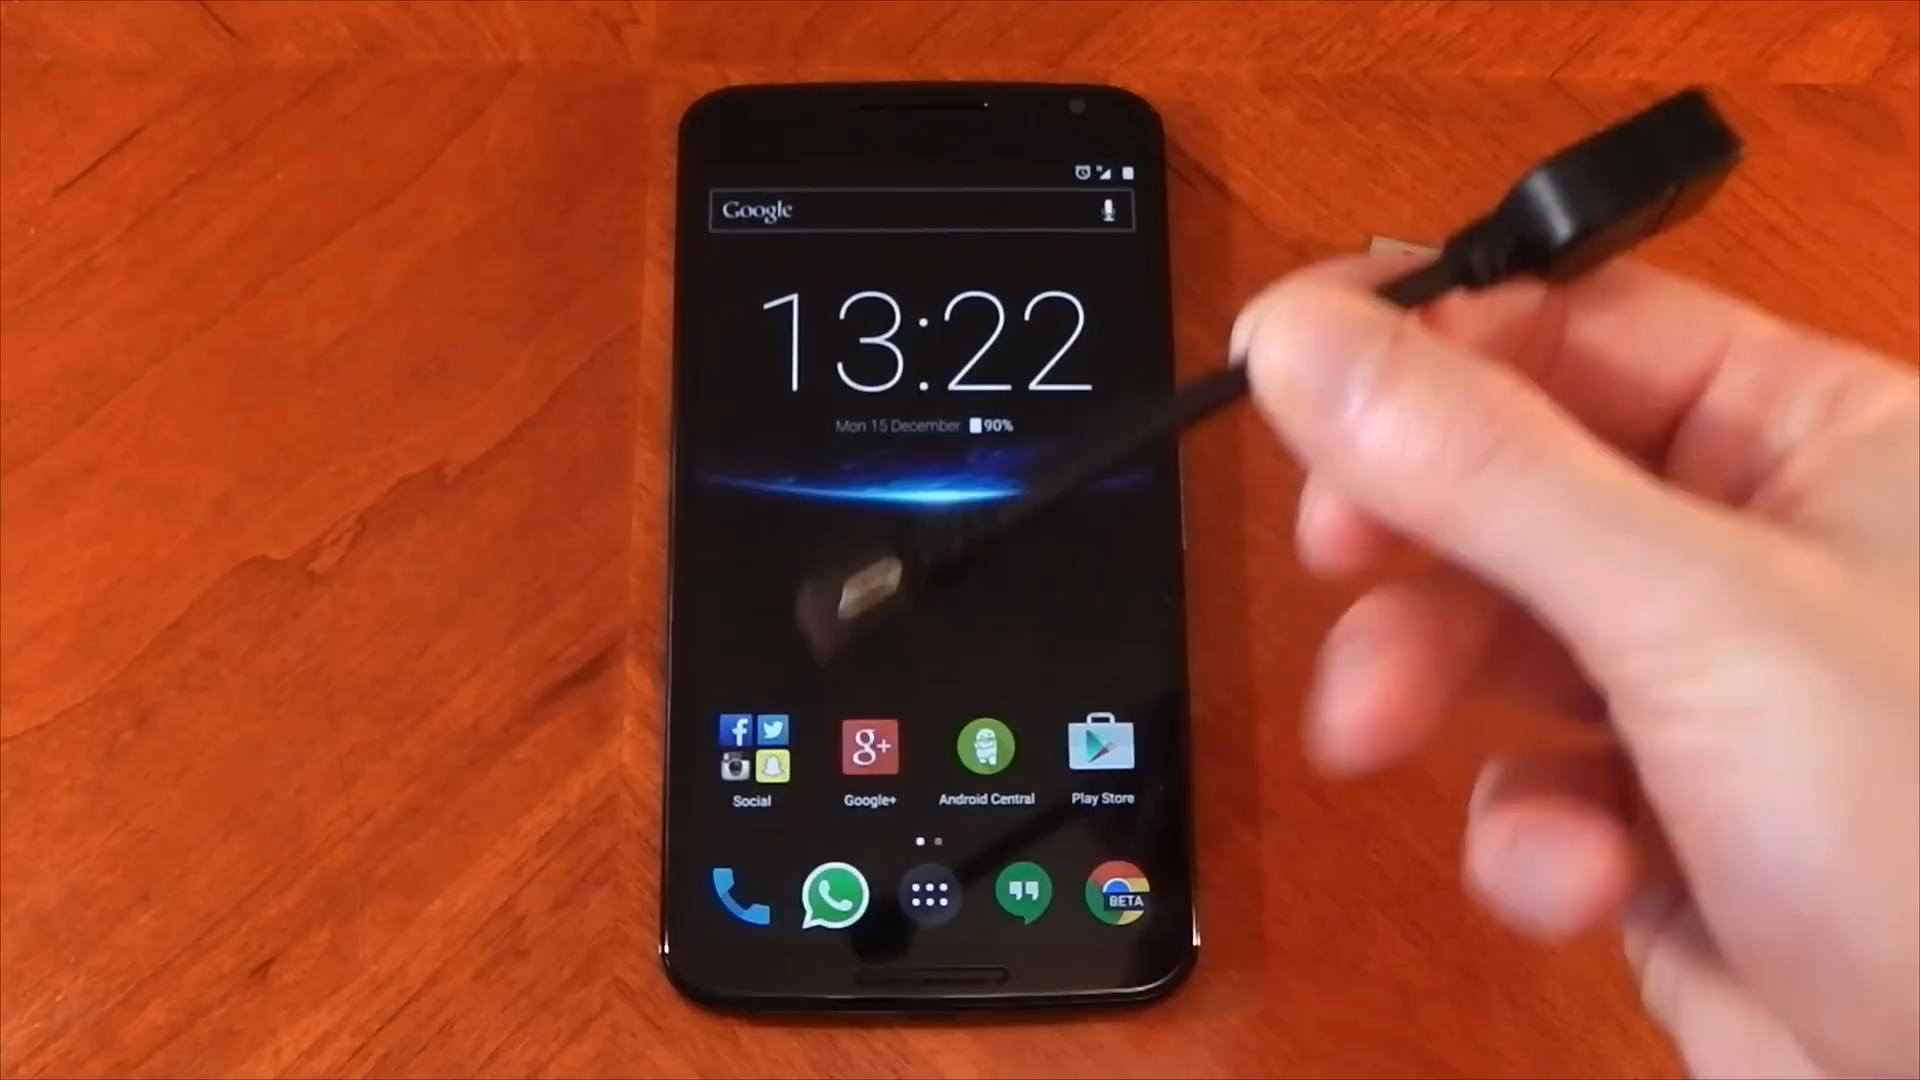 Google
13:22
Mon 15 December 90%
Social Google+ Android Central Play Store
BETA